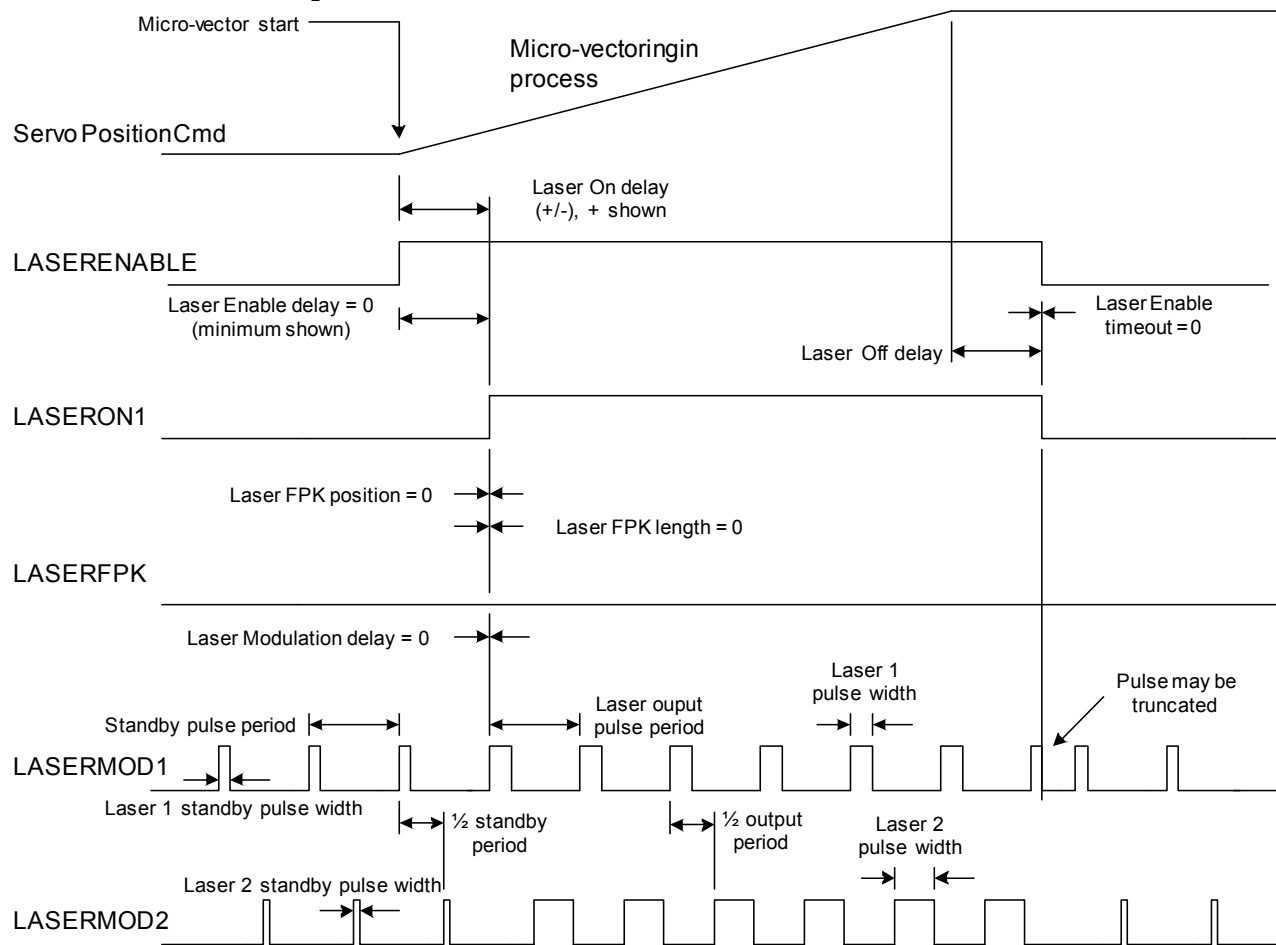 Micro-vector start
Micro-vectoringin
process
Servo Position Cmd
Laser On delay
(+/-), + shown
LASERENABLE
Laser Enable delay = 0
(minimum shown)
Laser Enable
timeout = 0
Laser Off delay
LASERON1
Laser FPK position = 0
Laser FPK length = 0
LASERFPK
Laser Modulation delay = 0
Laser 1
pulse width
Pulse may be
truncated
Standby pulse period
Laser ouput
pulse period
LASERMOD1
Laser 1 standby pulse width
½ standby
period
½ output
period
Laser 2
pulse width
Laser 2 standby pulse width
LASERMOD2